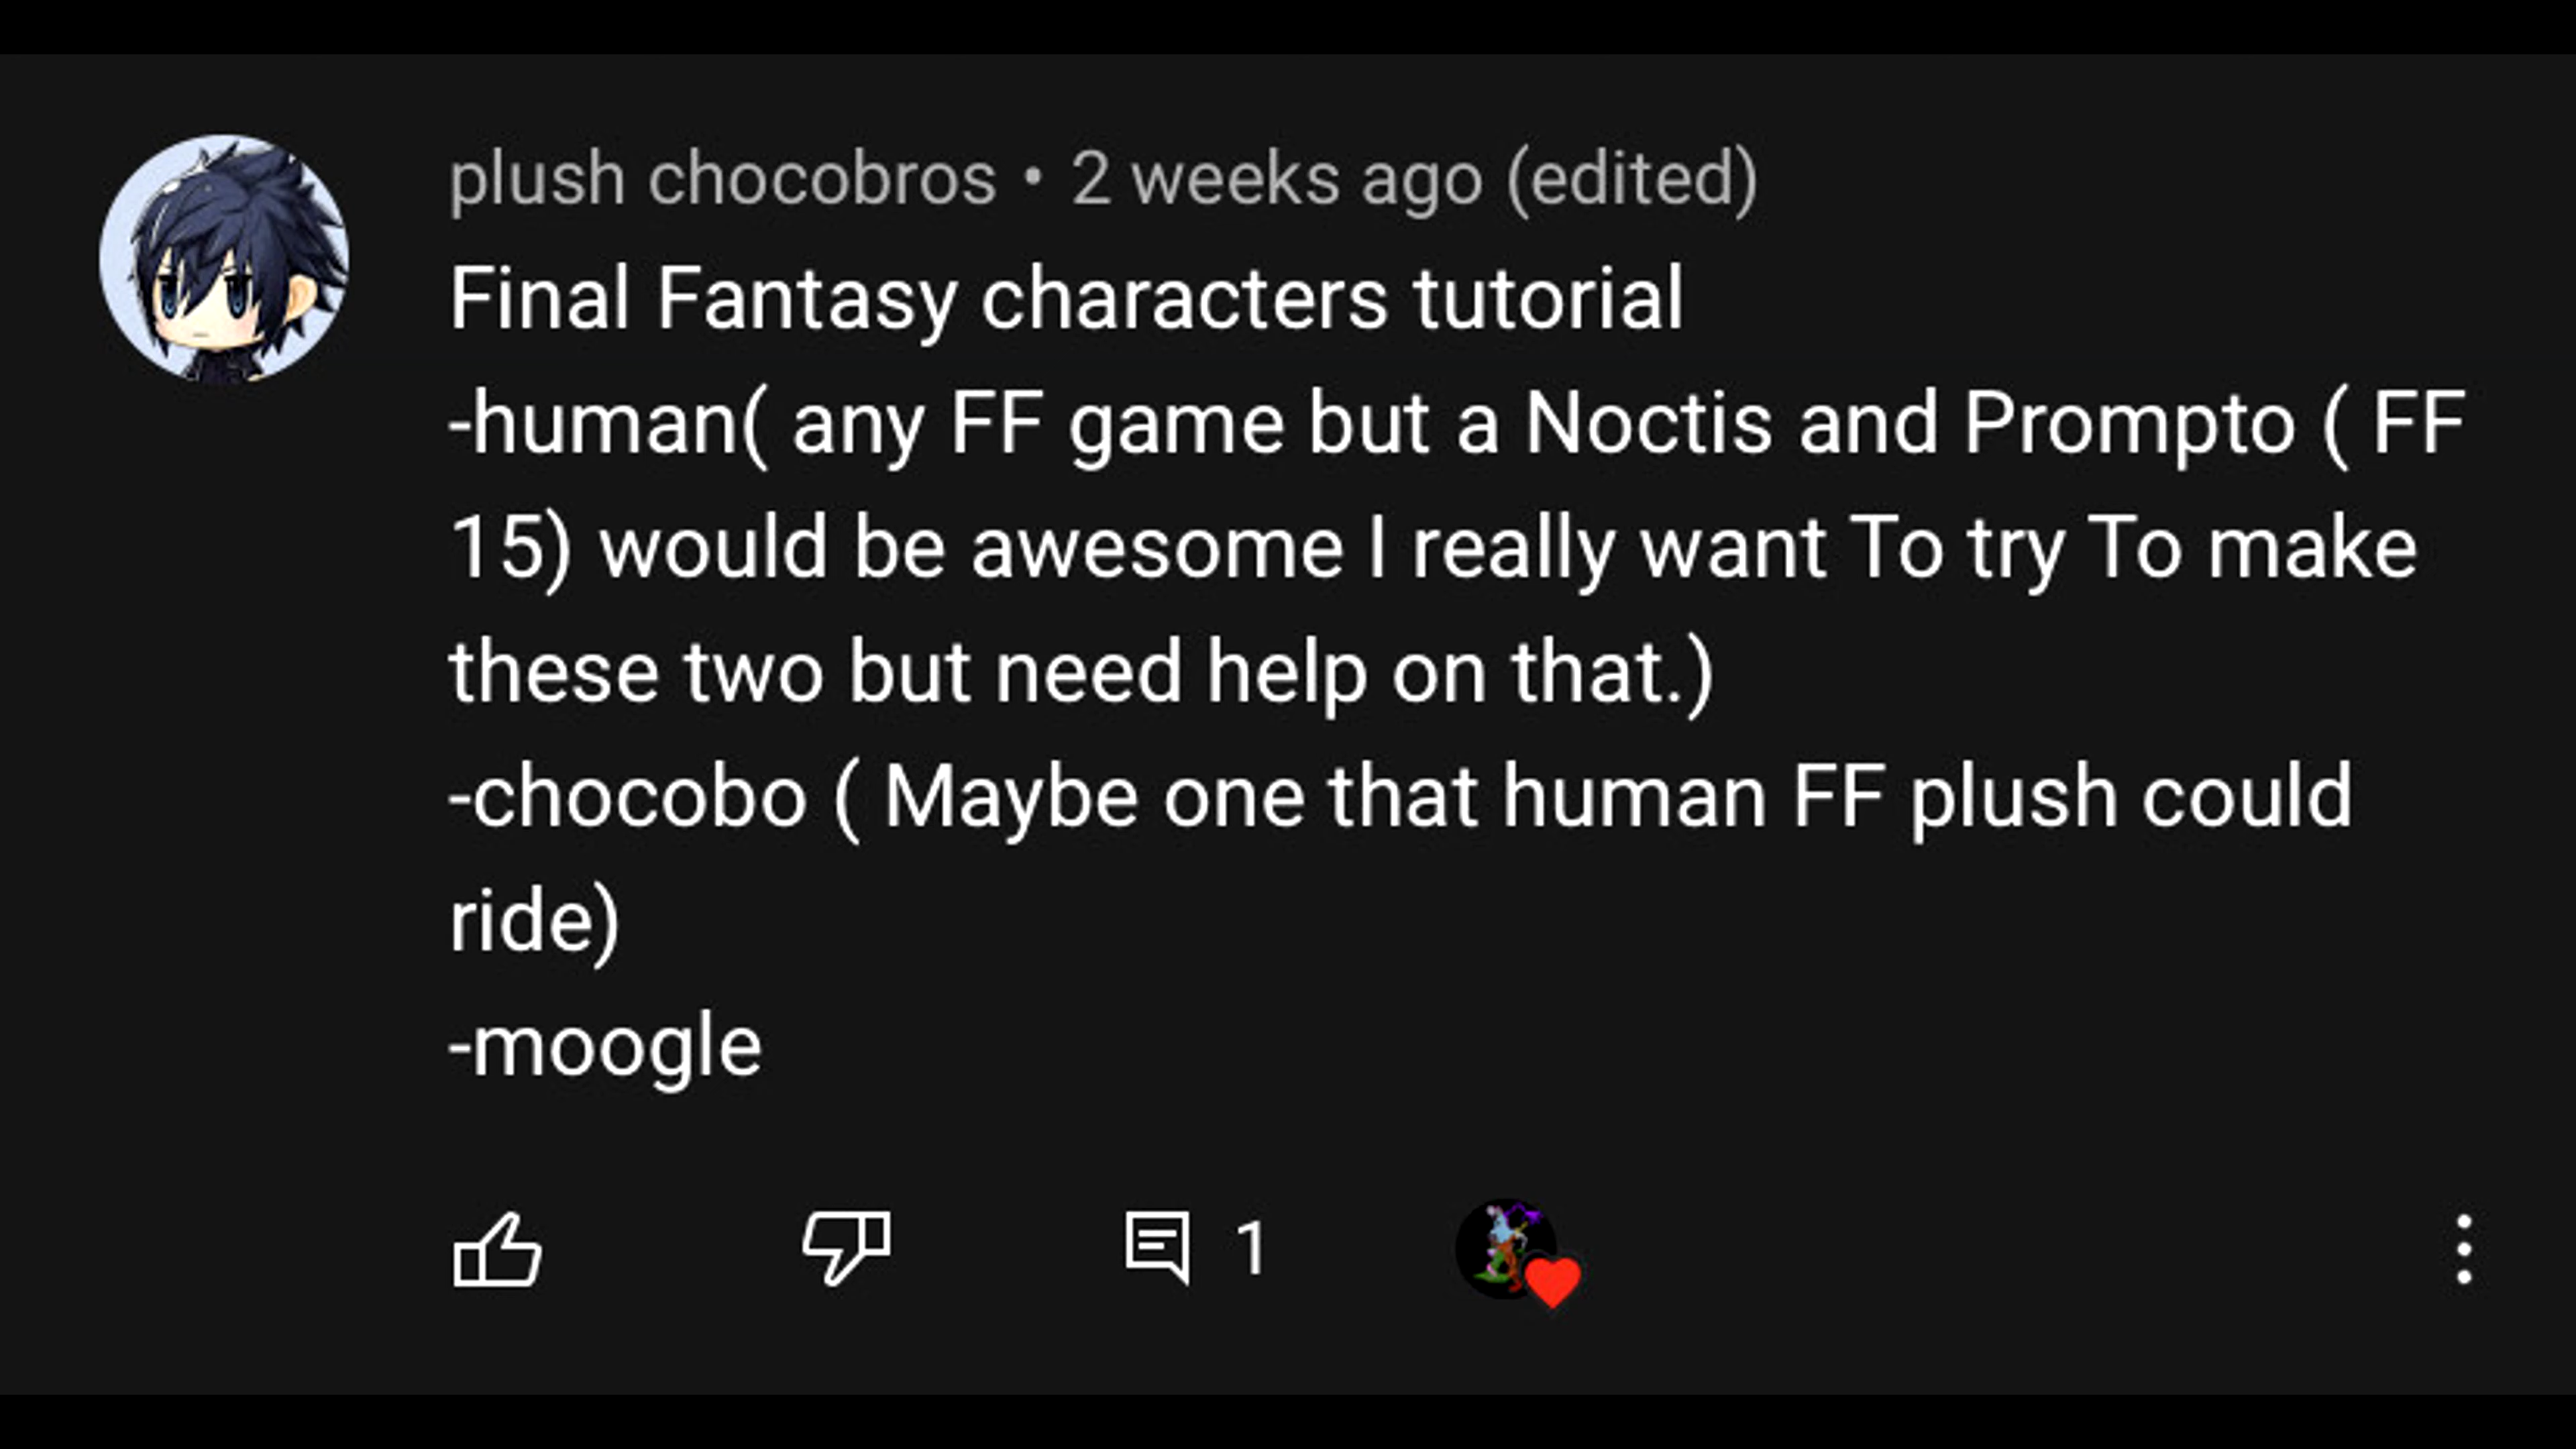 plush chocobros • 2 weeks ago (edited)
Final Fantasy characters tutorial
-human( any FF game but a Noctis and Prompto ( FF
15) would be awesome I really want To try To make
these two but need help on that.)
-chocobo ( Maybe one that human FF plush could
ride)
-moogle
1